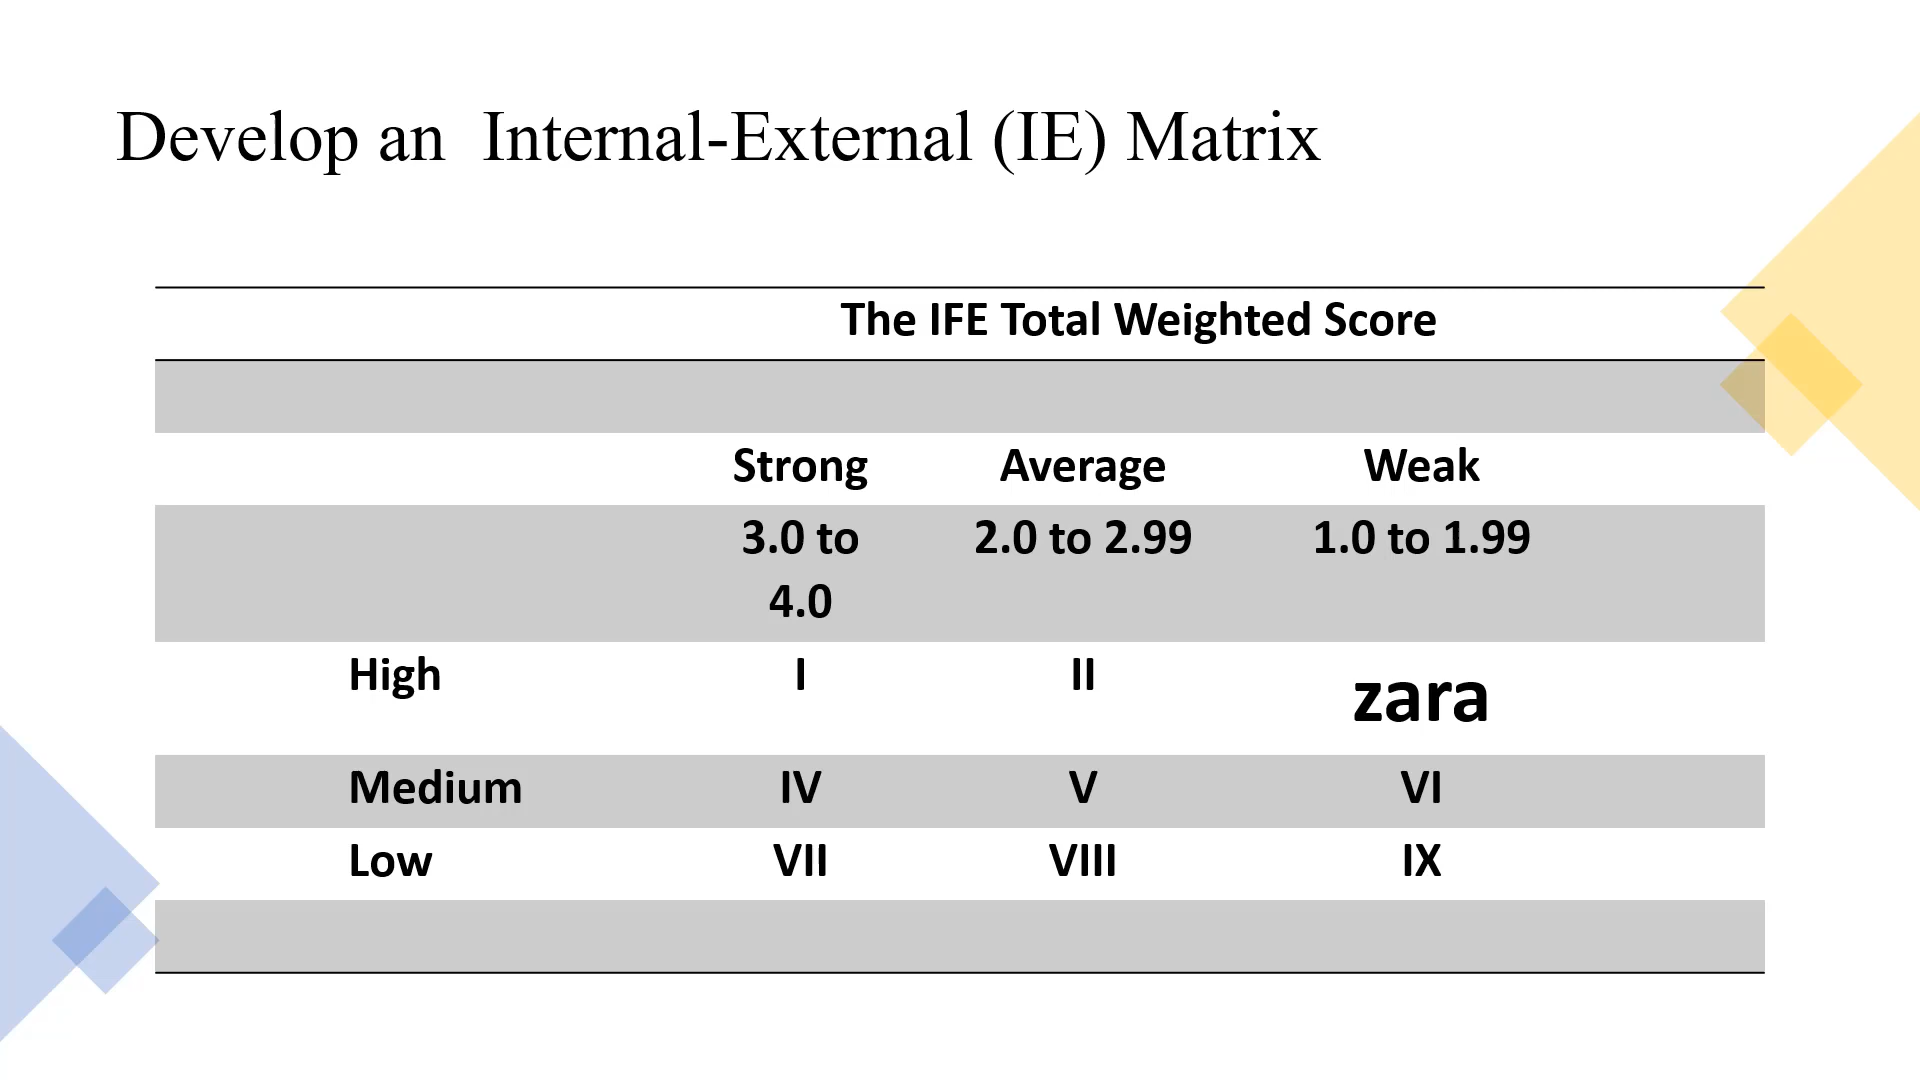 Develop an  Internal-External (IE) Matrix
The IFE Total Weighted Score
Strong Average Weak
3.0 to 4.0 2.0 to 2.99 1.0 to 1.99
High I II zara
Medium IV V VI
Low VII VIII IX